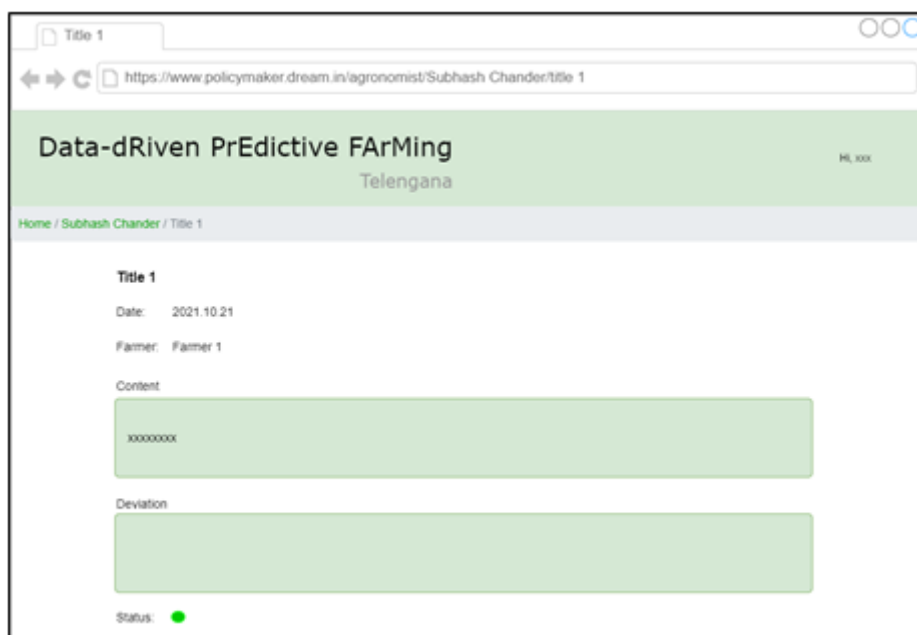 Title 1
https://www.policymaker.dream.in/agronomist/Subhash Chander/title 1
Data-dRiven PrEdictive FArMing
Telengana
Hi, xxx
Home / Subhash Chander / Title 1
Title 1
Date: 2021.10.21
Farmer: Farmer 1
Content
xxxxxxxx
Deviation
Status: